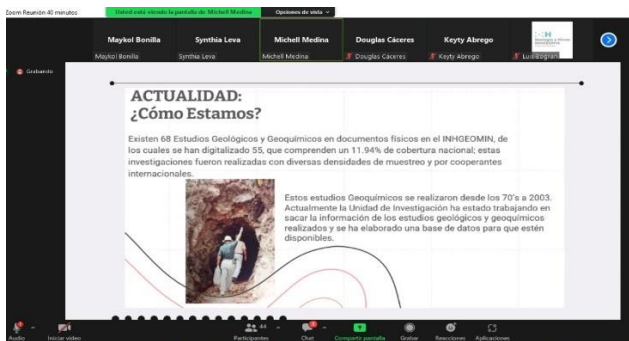 Zoom Reunión 40 minutos
Usted está viendo la pantalla de Michell Medina
Opciones de vista
Maykol Bonilla
Synthia Leva
Michell Medina
Douglas Cáceres
Keyty Abrego
Maykol Bonilla
Synthia Leva
Michell Medina
Douglas Cáceres
Keyty Abrego
Grabando
ACTUALIDAD:
¿Cómo Estamos?
Existen 68 Estudios Geológicos y Geoquímicos en documentos físicos en el INHGEOMIN, de
los cuales se han digitalizado 55, que comprenden un 11.94% de cobertura nacional; estas
investigaciones fueron realizadas con diversas densidades de muestreo y por cooperantes
internacionales.
Estos estudios Geoquímicos se realizaron desde los 70's a 2003.
Actualmente la Unidad de Investigación ha estado trabajando en
sacar la información de los estudios geológicos y geoquímicos
realizados y se ha elaborado una base de datos para que estén
disponibles.
Audio
Iniciar video
44
Participantes
Chat
Compartir pantalla
Grabar
Reacciones
Aplicaciones